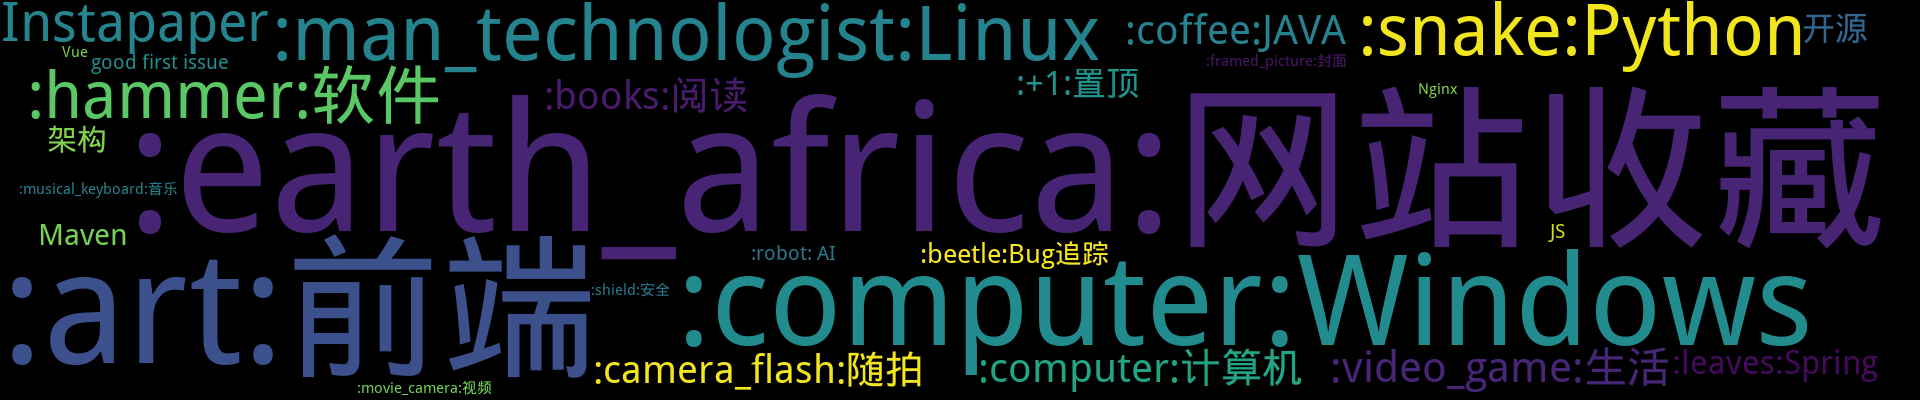 Instapaper
:man_technologist:Linux
:coffee:JAVA
:snake:Python
开源
Vue
good first issue
:framed_picture:封面
:hammer:软件
:books:阅读
:+1:置顶
Nginx
架构
:earth_africa:网站收藏
:musical_keyboard:音乐
Maven
JS
:art:前端
:robot: AI
:beetle:Bug追踪
:shield:安全
:computer:Windows
:camera_flash:随拍
:computer:计算机
:video_game:生活
:leaves:Spring
:movie_camera:视频